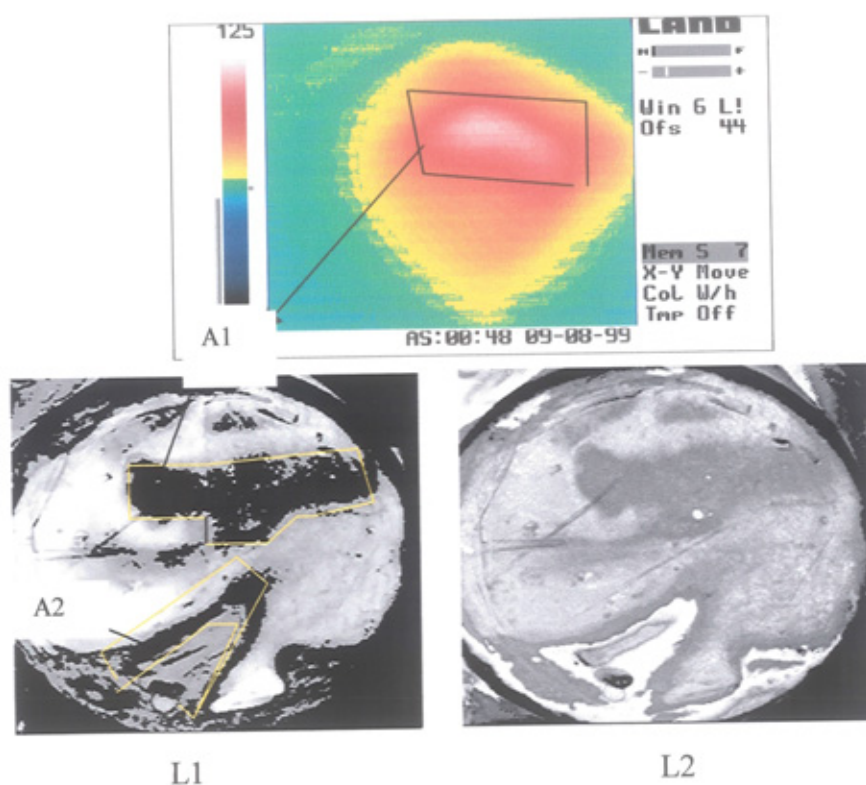 125
LAND
Win 6 L!
Ofs 44
Mem S 7
X-Y Move
Col W/h
Tmp Off
A1
AS:00:48 09-08-99
A2
L1
L2